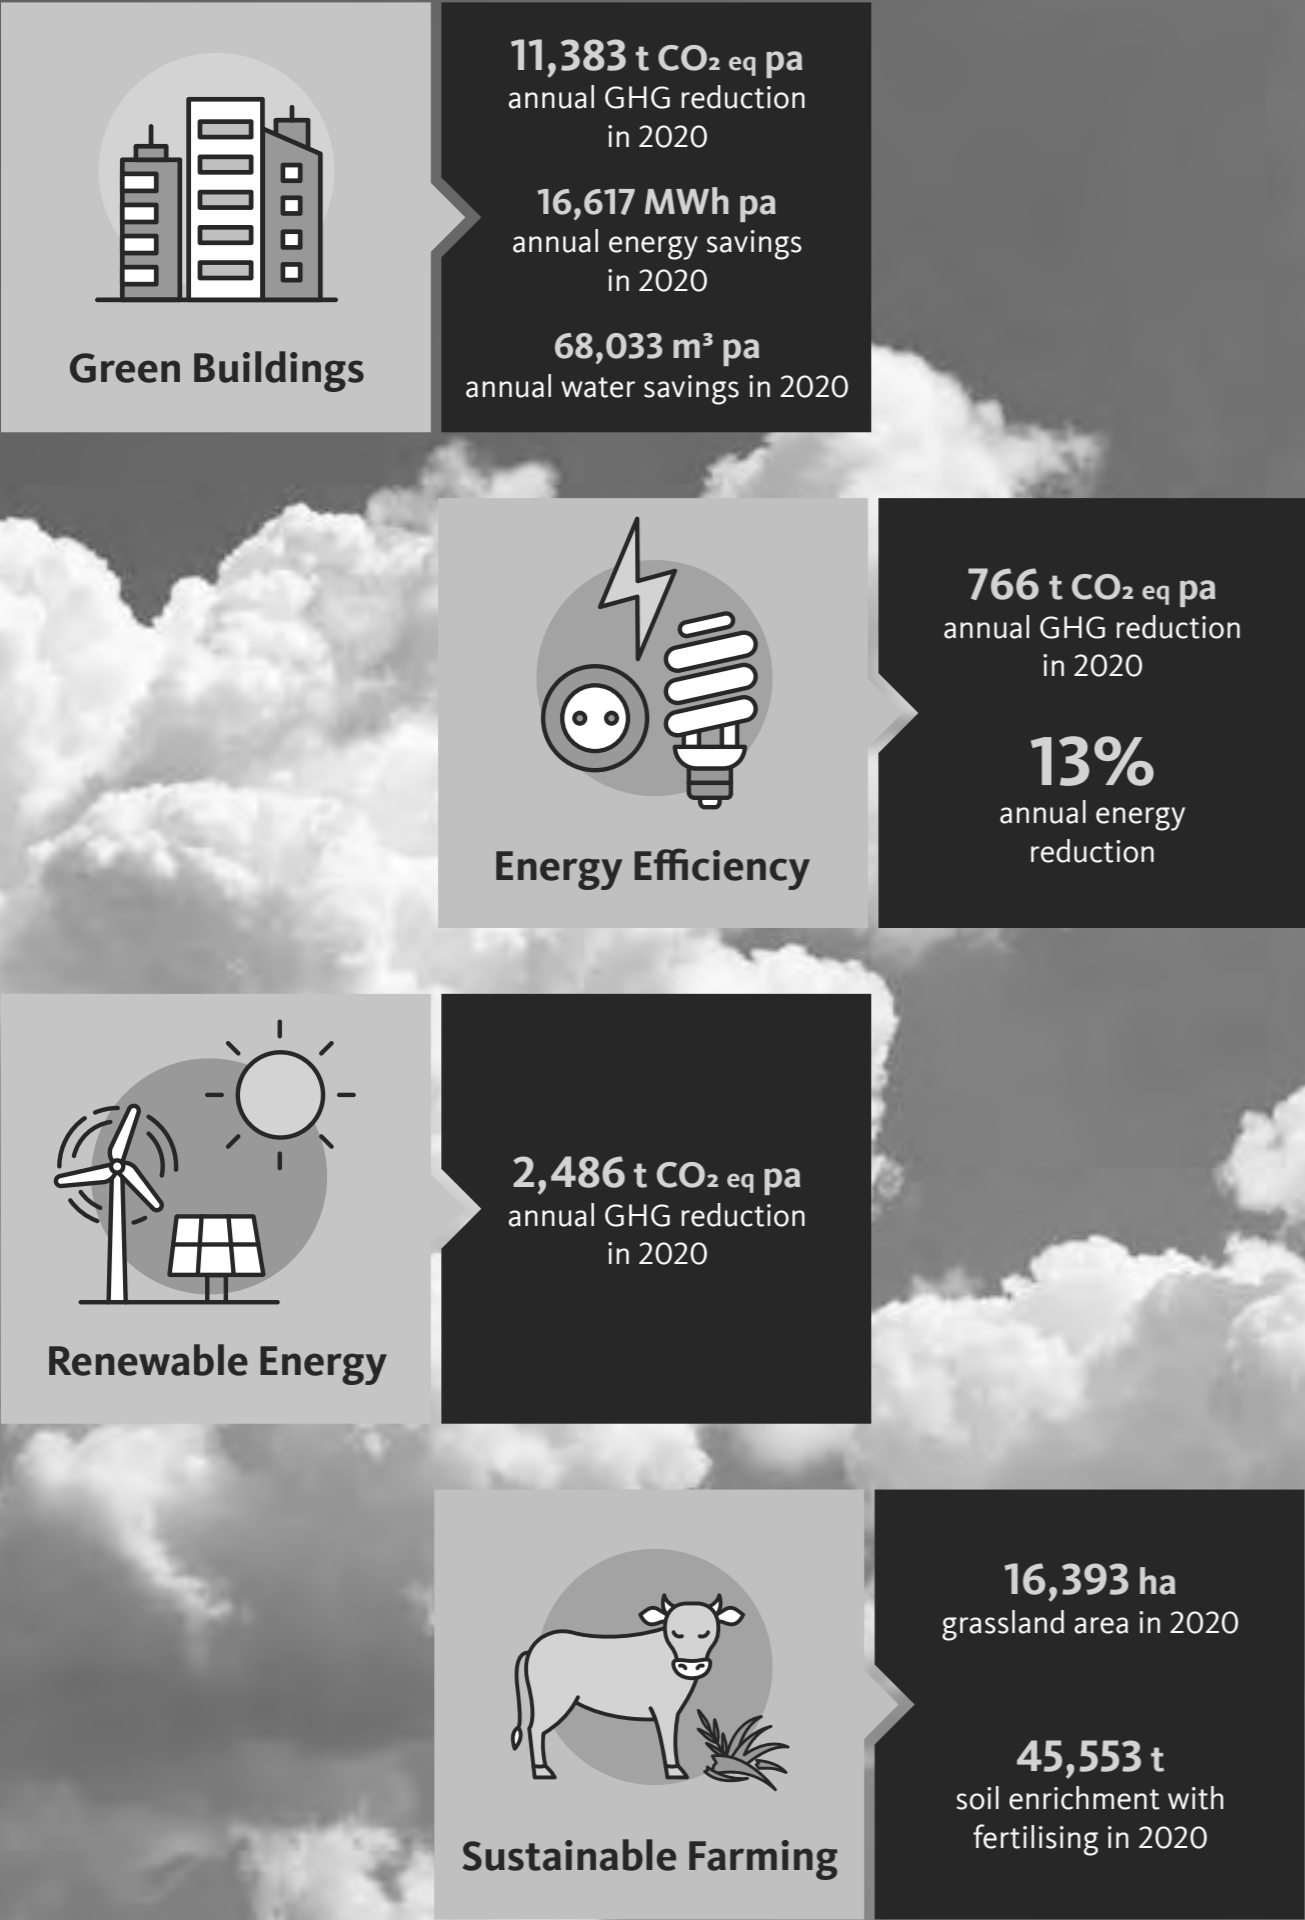 11,383 t CO₂ eq pa
annual GHG reduction
in 2020
16,617 MWh pa
annual energy savings
in 2020
68,033 m³ pa
annual water savings in 2020
Green Buildings
766 t CO₂ eq pa
annual GHG reduction
in 2020
13%
annual energy
reduction
Energy Efficiency
2,486 t CO₂ eq pa
annual GHG reduction
in 2020
Renewable Energy
16,393 ha
grassland area in 2020
45,553 t
soil enrichment with
fertilising in 2020
Sustainable Farming